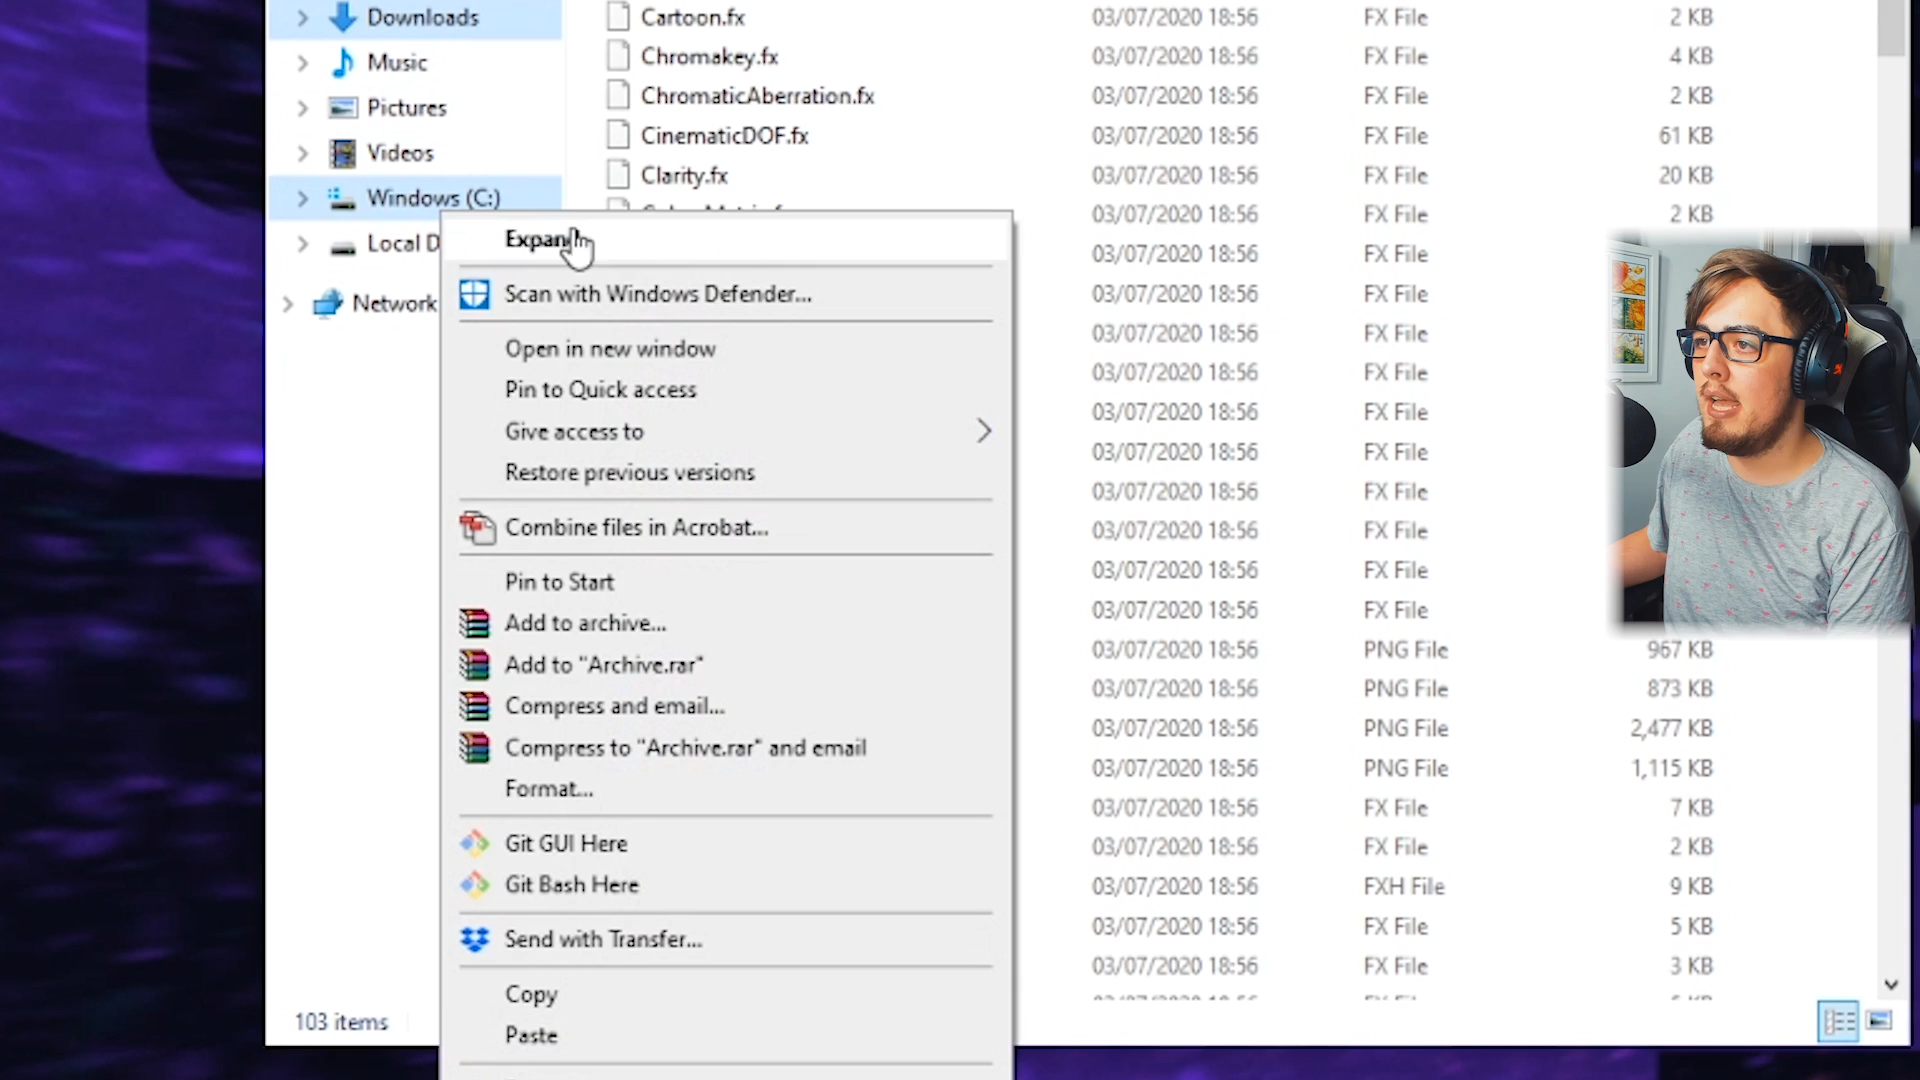 Downloads
Music
Pictures
Videos
Windows (C:)
Local D
Network
103 items
Cartoon.fx 03/07/2020 18:56 FX File 2 KB
Chromakey.fx 03/07/2020 18:56 FX File 4 KB
ChromaticAberration.fx 03/07/2020 18:56 FX File 2 KB
CinematicDOF.fx 03/07/2020 18:56 FX File 61 KB
Clarity.fx 03/07/2020 18:56 FX File 20 KB
03/07/2020 18:56 FX File 2 KB
03/07/2020 18:56 FX File
03/07/2020 18:56 FX File
03/07/2020 18:56 FX File
03/07/2020 18:56 FX File
03/07/2020 18:56 FX File
03/07/2020 18:56 FX File
03/07/2020 18:56 FX File
03/07/2020 18:56 FX File
03/07/2020 18:56 FX File
03/07/2020 18:56 FX File
03/07/2020 18:56 PNG File 967 KB
03/07/2020 18:56 PNG File 873 KB
03/07/2020 18:56 PNG File 2,477 KB
03/07/2020 18:56 PNG File 1,115 KB
03/07/2020 18:56 FX File 7 KB
03/07/2020 18:56 FX File 2 KB
03/07/2020 18:56 FXH File 9 KB
03/07/2020 18:56 FX File 5 KB
03/07/2020 18:56 FX File 3 KB
Expand
Scan with Windows Defender...
Open in new window
Pin to Quick access
Give access to
Restore previous versions
Combine files in Acrobat...
Pin to Start
Add to archive...
Add to "Archive.rar"
Compress and email...
Compress to "Archive.rar" and email
Format...
Git GUI Here
Git Bash Here
Send with Transfer...
Copy
Paste